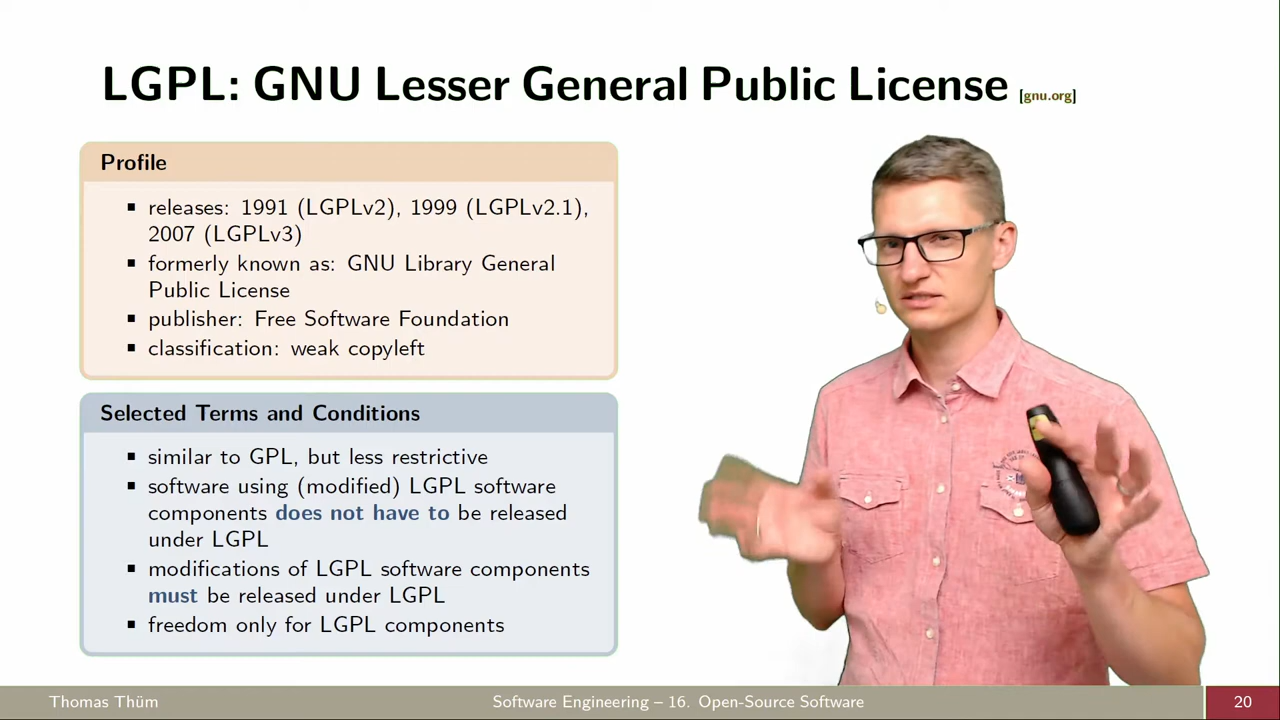 LGPL: GNU Lesser General Public License [gnu.org]
Profile
▪ releases: 1991 (LGPLv2), 1999 (LGPLv2.1),
2007 (LGPLv3)
▪ formerly known as: GNU Library General
Public License
▪ publisher: Free Software Foundation
▪ classification: weak copyleft
Selected Terms and Conditions
▪ similar to GPL, but less restrictive
▪ software using (modified) LGPL software
components does not have to be released
under LGPL
▪ modifications of LGPL software components
must be released under LGPL
▪ freedom only for LGPL components
Thomas Thüm
Software Engineering – 16. Open-Source Software
20